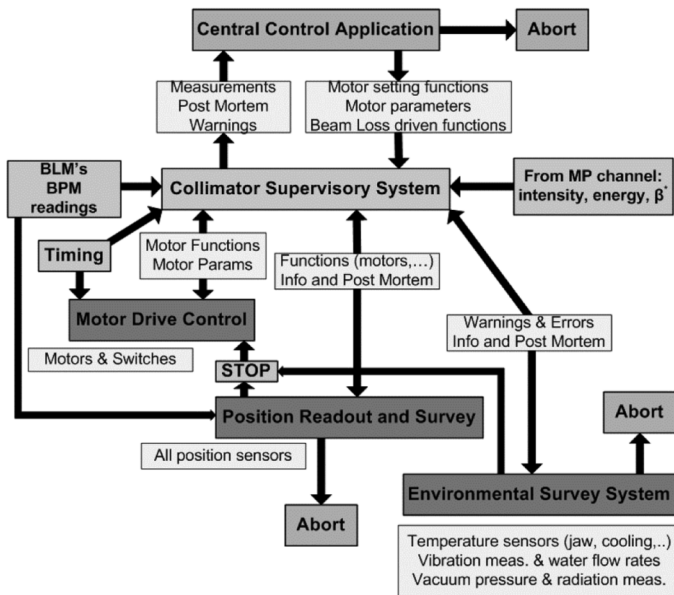 Central Control Application
Abort
Measurements
Post Mortem
Warnings
Motor setting functions
Motor parameters
Beam Loss driven functions
BLM's
BPM
readings
Collimator Supervisory System
From MP channel:
intensity, energy, β*
Timing
Motor Functions
Motor Params
Functions (motors,...)
Info and Post Mortem
Motor Drive Control
Warnings & Errors
Info and Post Mortem
Motors & Switches
STOP
Position Readout and Survey
Abort
All position sensors
Environmental Survey System
Abort
Temperature sensors (jaw, cooling,..)
Vibration meas. & water flow rates
Vacuum pressure & radiation meas.